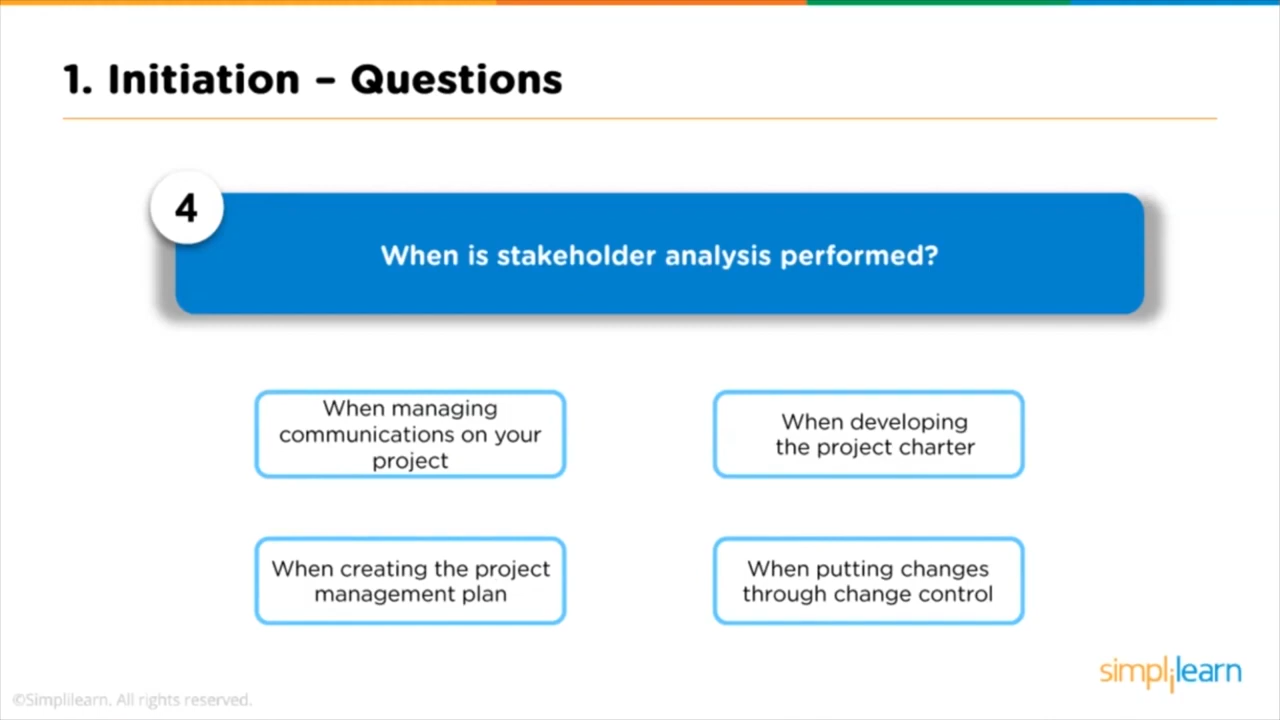 1. Initiation – Questions
4
When is stakeholder analysis performed?
When managing
communications on your
project
When developing
the project charter
When creating the project
management plan
When putting changes
through change control
simplilearn
©Simplilearn. All rights reserved.